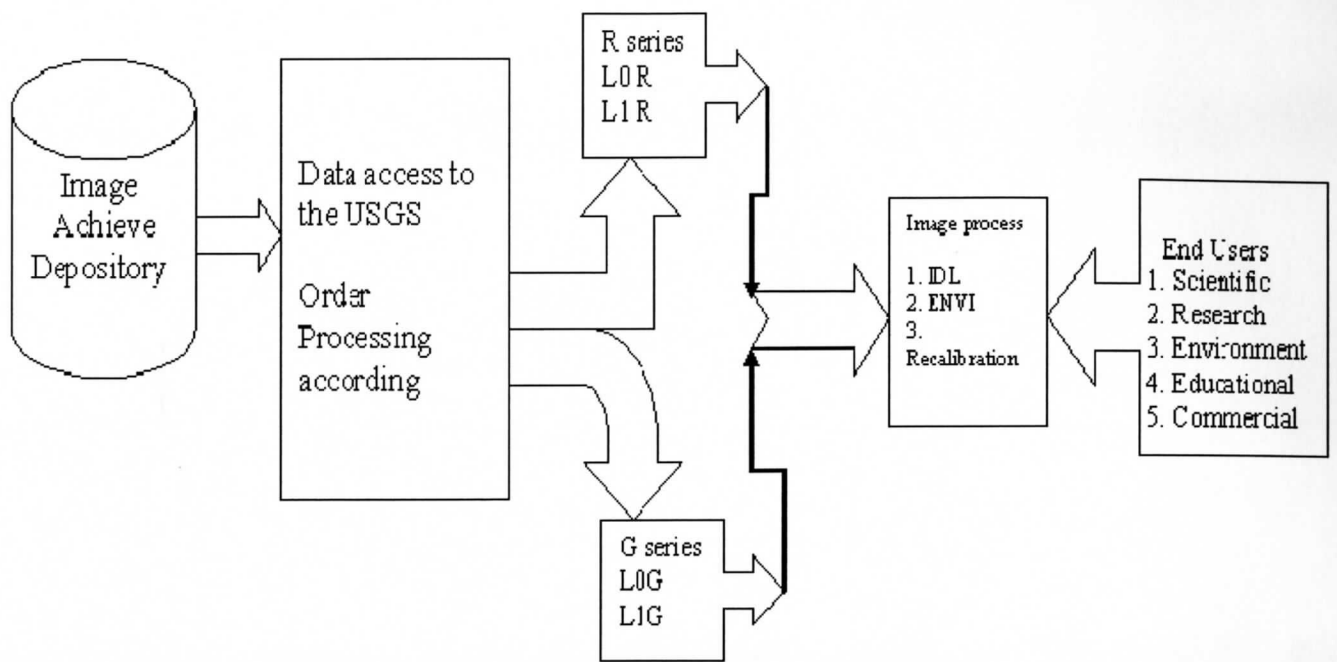 Image
Achieve
Depository
Data access to
the USGS
Order
Processing
according
R series
L0R
L1R
G series
L0G
L1G
Image process
1. IDL
2. ENVI
3.
Recalibration
End Users
1. Scientific
2. Research
3. Environment
4. Educational
5. Commercial